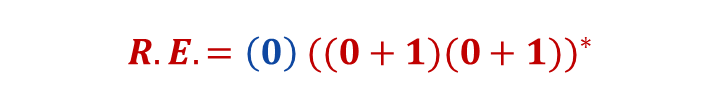 R.E.= (0) ((0 + 1)(0 + 1))*